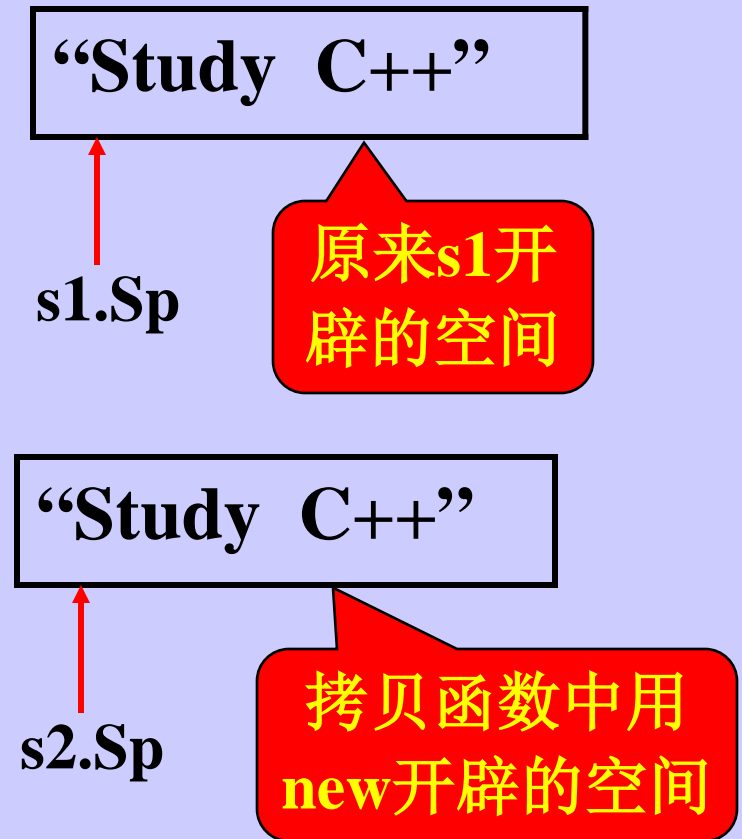 “Study C++”
原来s1开
辟的空间
s1.Sp
“Study C++”
拷贝函数中用
new开辟的空间
s2.Sp